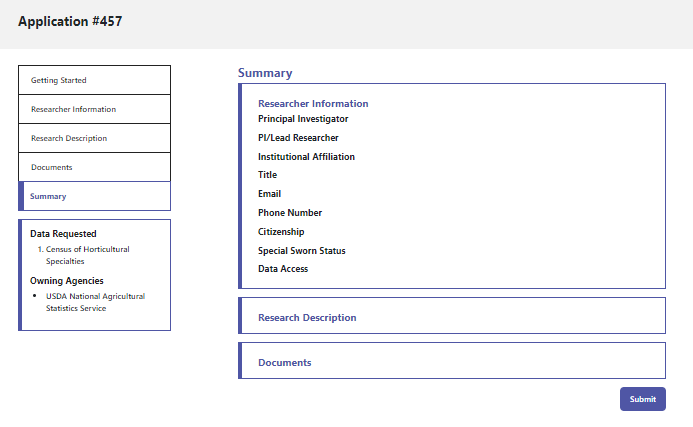 Application #457
Getting Started
Researcher Information
Research Description
Documents
Summary
Data Requested
1. Census of Horticultural
Specialties
Owning Agencies
• USDA National Agricultural
Statistics Service
Summary
Researcher Information
Principal Investigator
PI/Lead Researcher
Institutional Affiliation
Title
Email
Phone Number
Citizenship
Special Sworn Status
Data Access
Research Description
Documents
Submit